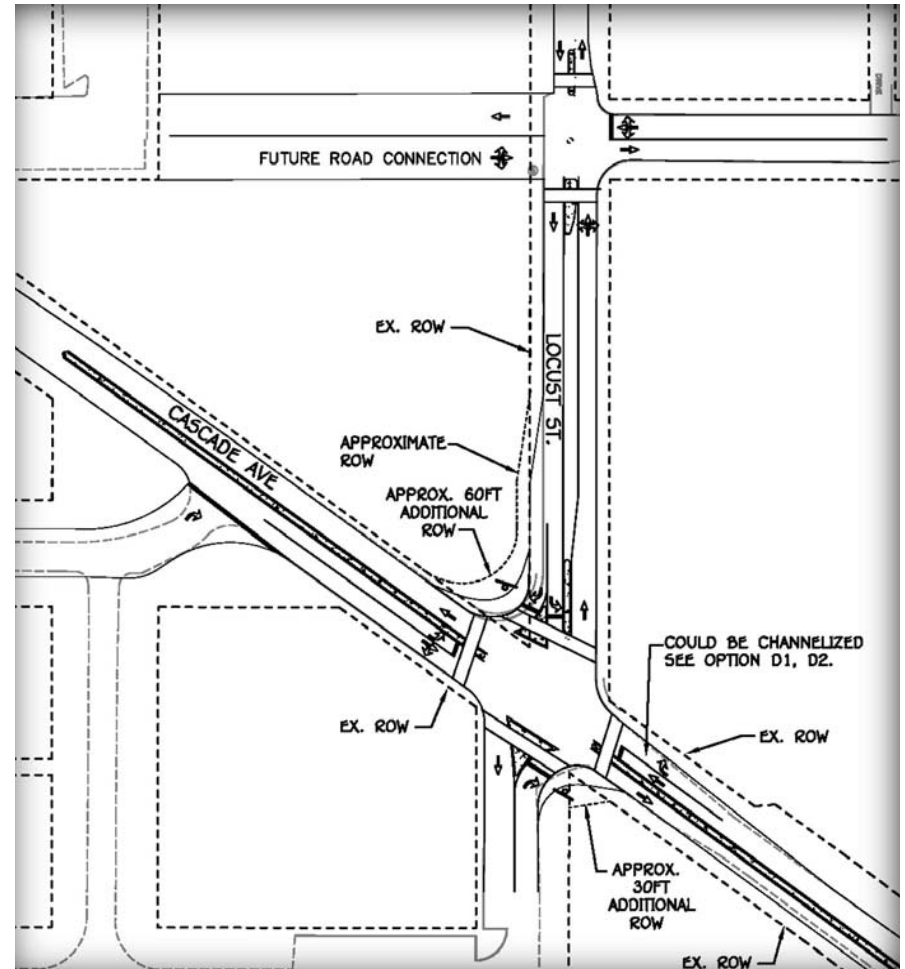 DRIVE
FUTURE ROAD CONNECTION
EX. ROW
LOCUST ST.
CASCADE AVE
APPROXIMATE
ROW
APPROX. 60FT
ADDITIONAL
ROW
COULD BE CHANNELIZED
SEE OPTION D1, D2.
EX. ROW
EX. ROW
APPROX.
30FT
ADDITIONAL
ROW
EX. ROW